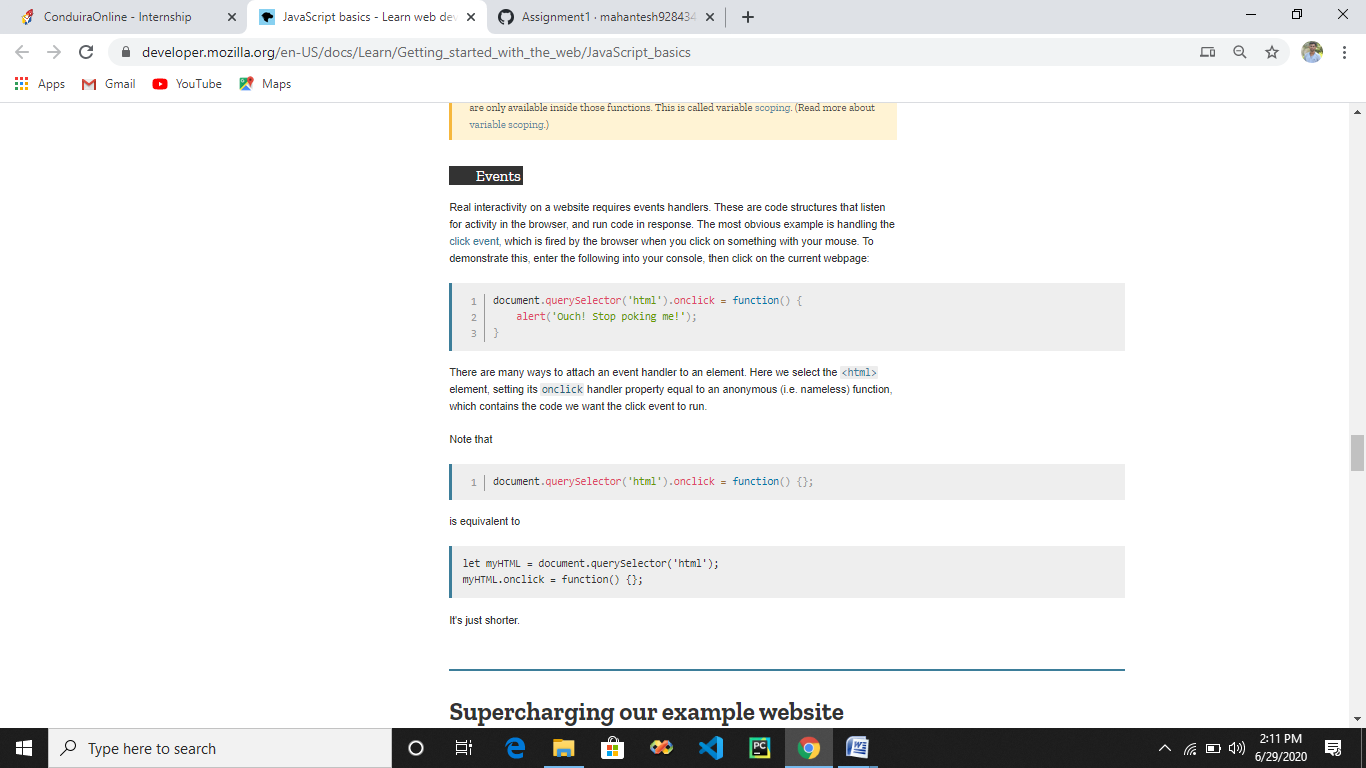 ConduiraOnline - Internship
JavaScript basics - Learn web dev
Assignment1 · mahantesh928434
developer.mozilla.org/en-US/docs/Learn/Getting_started_with_the_web/JavaScript_basics
Apps Gmail YouTube Maps
are only available inside those functions. This is called variable scoping. (Read more about
variable scoping.)
Events
Real interactivity on a website requires events handlers. These are code structures that listen
for activity in the browser, and run code in response. The most obvious example is handling the
click event, which is fired by the browser when you click on something with your mouse. To
demonstrate this, enter the following into your console, then click on the current webpage:
1 document.querySelector('html').onclick = function() {
2     alert('Ouch! Stop poking me!');
3 }
There are many ways to attach an event handler to an element. Here we select the <html>
element, setting its onclick handler property equal to an anonymous (i.e. nameless) function,
which contains the code we want the click event to run.
Note that
1 document.querySelector('html').onclick = function() {};
is equivalent to
let myHTML = document.querySelector('html');
myHTML.onclick = function() {};
It's just shorter.
Supercharging our example website
Type here to search
PC
2:11 PM
6/29/2020